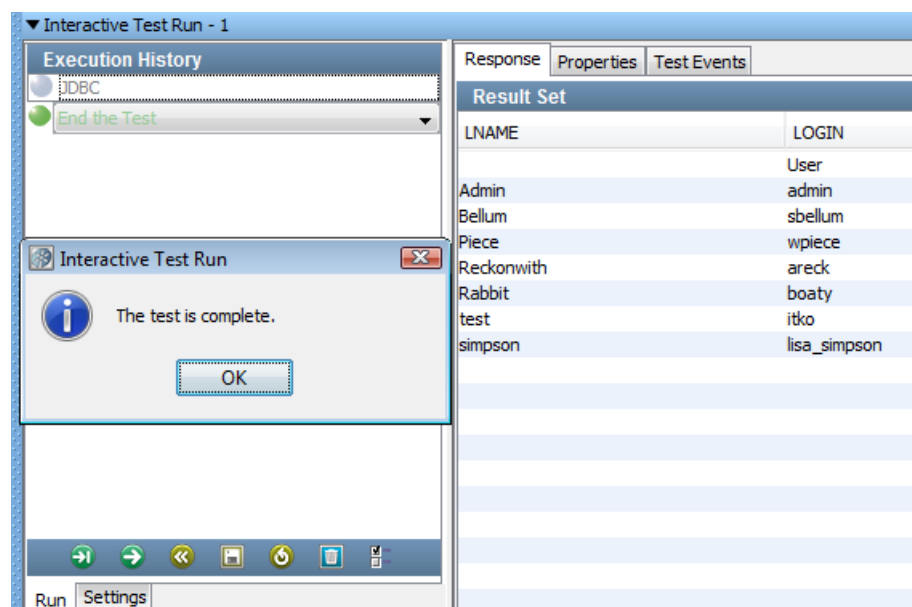 Interactive Test Run - 1
Execution History
JDBC
End the Test
Interactive Test Run
The test is complete.
OK
Run Settings
Response Properties Test Events
Result Set
LNAME LOGIN
User
Admin admin
Bellum sbellum
Piece wpiece
Reckonwith areck
Rabbit boaty
test itko
simpson lisa_simpson